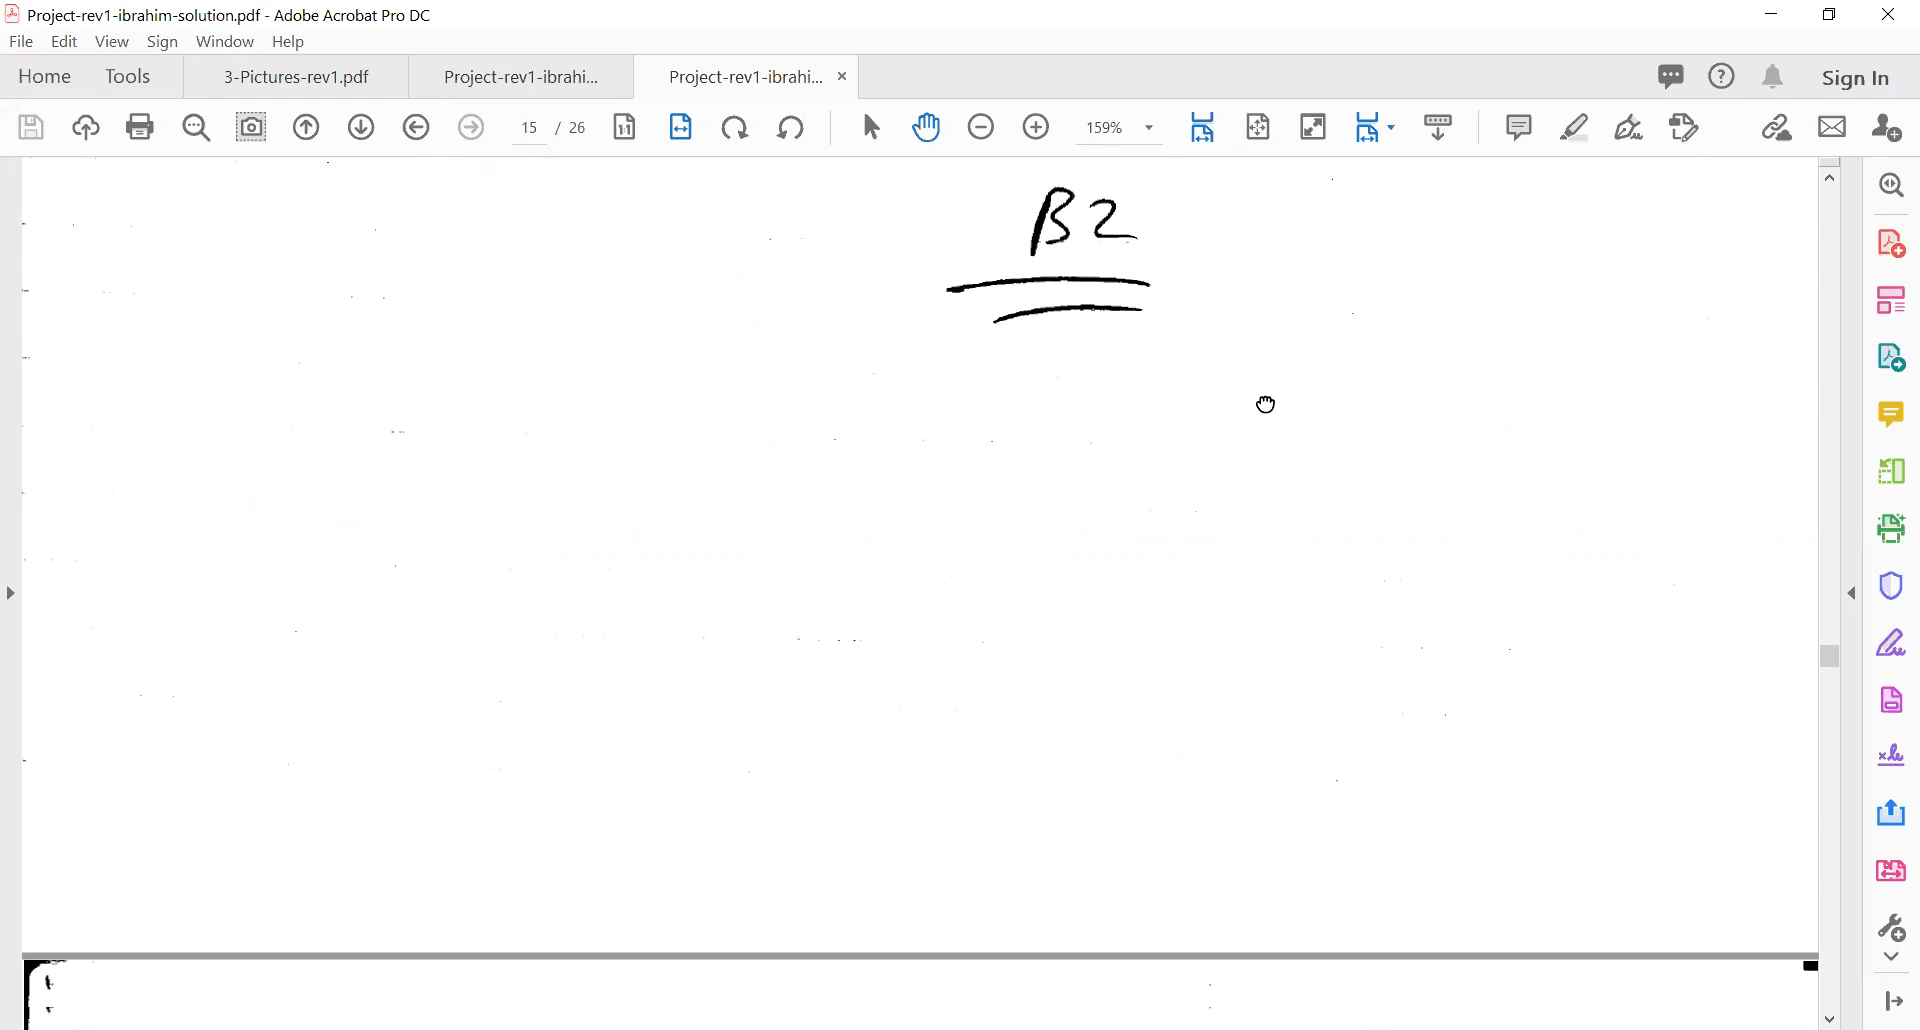 Project-rev1-ibrahim-solution.pdf - Adobe Acrobat Pro DC
File Edit View Sign Window Help
Home Tools 3-Pictures-rev1.pdf Project-rev1-ibrahi... Project-rev1-ibrahi... × Sign In
15 / 26 159%
B2